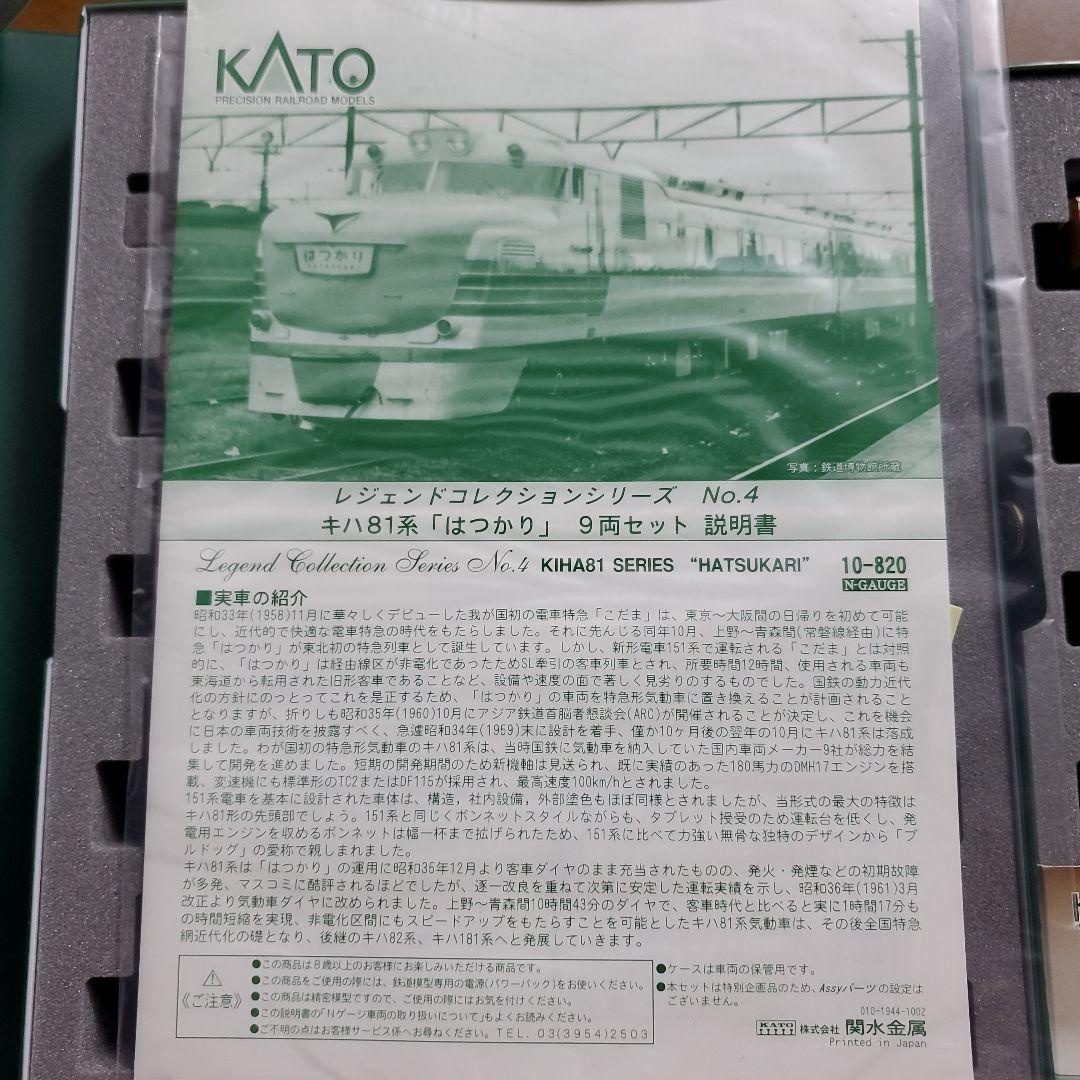 KATO
PRECISION RAILROAD MODELS
はつかり
HATSUKARI
写真：鉄道博物館所蔵
レジェンドコレクションシリーズ No.4
キハ81系「はつかり」 9両セット 説明書
Legend Collection Series No.4 KIHA81 SERIES “HATSUKARI” 10-820
N-GAUGE
■実車の紹介
昭和33年(1958)11月に華々しくデビューした我が国初の電車特急「こだま」は、東京～大阪間の日帰りを初めて可能
にし、近代的で快適な電車特急の時代をもたらしました。それに先んじる同年10月、上野～青森間(常磐線経由)に特
急「はつかり」が東北初の特急列車として誕生しています。しかし、新形電車151系で運転される「こだま」とは対照
的に、「はつかり」は経由線区が非電化であったためSL牽引の客車列車とされ、所要時間12時間、使用される車両も
東海道から転用された旧形客車であることなど、設備や速度の面で著しく見劣りのするものでした。国鉄の動力近代
化の方針にのっとってこれを是正するため、「はつかり」の車両を特急形気動車に置き換えることが計画されること
となりますが、折りしも昭和35年(1960)10月にアジア鉄道首脳者懇談会(ARC)が開催されることが決定し、これを機会
に日本の車両技術を披露すべく、急遽昭和34年(1959)末に設計を着手、僅か10ヶ月後の翌年の10月にキハ81系は落成
しました。わが国初の特急形気動車のキハ81系は、当時国鉄に気動車を納入していた国内車両メーカー9社が総力を結
集して開発を進めました。短期の開発期間のため新機軸は見送られ、既に実績のあった180馬力のDMH17エンジンを搭
載、変速機にも標準形のTC2またはDF115が採用され、最高速度100km/hとされました。
151系電車を基本に設計された車体は、構造，社内設備，外部塗色もほぼ同様とされましたが、当形式の最大の特徴は
キハ81形の先頭部でしょう。151系と同じくボンネットスタイルながらも、タブレット授受のため運転台を低くし、発
電用エンジンを収めるボンネットは幅一杯まで拡げられたため、151系に比べて力強い無骨な独特のデザインから「ブ
ルドッグ」の愛称で親しまれました。
キハ81系は「はつかり」の運用に昭和35年12月より客車ダイヤのまま充当されたものの、発火・発煙などの初期故障
が多発、マスコミに酷評されるほどでしたが、逐一改良を重ねて次第に安定した運転実績を示し、昭和36年(1961)3月
改正より気動車ダイヤに改められました。上野～青森間10時間43分のダイヤで、客車時代と比べると実に1時間17分も
の時間短縮を実現、非電化区間にもスピードアップをもたらすことを可能としたキハ81系気動車は、その後全国特急
網近代化の礎となり、後継のキハ82系、キハ181系へと発展していきます。
《ご注意》
●この商品は8歳以上のお客様にお楽しみいただける商品です。
●この商品をご使用の際には、鉄道模型専用の電源(パワーパック)をお使いください。
●この商品は精密模型ですので、ご使用の際にはお気を付けください。
●この説明書の「Nゲージ車両の取り扱いについて」もよくお読みください。
●ご不明の点はお客様サービス係へお尋ねください。TEL. 03(3954)2503
●ケースは車両の保管用です。
●本セットは特別企画品のため、Assyパーツの設定は
ございません。
010-1944-1002
KATO 株式会社 関水金属
Printed in Japan